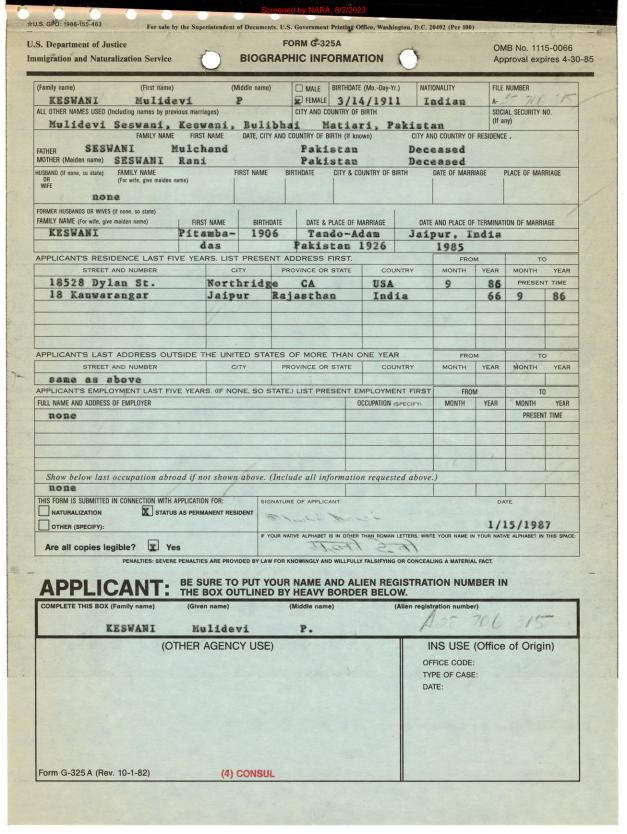 Screened by NARA, 8/2/2023
☆U.S. GPO: 1986-155-463
For sale by the Superintendent of Documents, U.S. Government Printing Office, Washington, D.C. 20402 (Per 100)
U.S. Department of Justice
Immigration and Naturalization Service
FORM G-325A
BIOGRAPHIC INFORMATION
OMB No. 1115-0066
Approval expires 4-30-85
(Family name) (First name) (Middle name) MALE BIRTHDATE (Mo.-Day-Yr.) NATIONALITY FILE NUMBER
KESWANI Mulidevi P X FEMALE 3/14/1911 Indian A-
ALL OTHER NAMES USED (Including names by previous marriages) CITY AND COUNTRY OF BIRTH SOCIAL SECURITY NO. (If any)
Mulidevi Seswani, Keswani, Bulibhai Matiari, Pakistan
FAMILY NAME FIRST NAME DATE, CITY AND COUNTRY OF BIRTH (If known) CITY AND COUNTRY OF RESIDENCE.
FATHER SESWANI Mulchand Pakistan Deceased
MOTHER (Maiden name) SESWANI Rani Pakistan Deceased
HUSBAND (If none, so state) OR WIFE FAMILY NAME (For wife, give maiden name) FIRST NAME BIRTHDATE CITY & COUNTRY OF BIRTH DATE OF MARRIAGE PLACE OF MARRIAGE
none
FORMER HUSBANDS OR WIVES (if none, so state)
FAMILY NAME (For wife, give maiden name) FIRST NAME BIRTHDATE DATE & PLACE OF MARRIAGE DATE AND PLACE OF TERMINATION OF MARRIAGE
KESWANI Pitamba- 1906 Tando-Adam Jaipur, India
das Pakistan 1926 1985
APPLICANT'S RESIDENCE LAST FIVE YEARS. LIST PRESENT ADDRESS FIRST. FROM TO
STREET AND NUMBER CITY PROVINCE OR STATE COUNTRY MONTH YEAR MONTH YEAR
18528 Dylan St. Northridge CA USA 9 86 PRESENT TIME
18 Kanwarangar Jaipur Rajasthan India 66 9 86
APPLICANT'S LAST ADDRESS OUTSIDE THE UNITED STATES OF MORE THAN ONE YEAR FROM TO
STREET AND NUMBER CITY PROVINCE OR STATE COUNTRY MONTH YEAR MONTH YEAR
same as above
APPLICANT'S EMPLOYMENT LAST FIVE YEARS. (IF NONE, SO STATE.) LIST PRESENT EMPLOYMENT FIRST FROM TO
FULL NAME AND ADDRESS OF EMPLOYER OCCUPATION (SPECIFY) MONTH YEAR MONTH YEAR
none PRESENT TIME
Show below last occupation abroad if not shown above. (Include all information requested above.)
none
THIS FORM IS SUBMITTED IN CONNECTION WITH APPLICATION FOR: SIGNATURE OF APPLICANT DATE
NATURALIZATION X STATUS AS PERMANENT RESIDENT
OTHER (SPECIFY): 1/15/1987
IF YOUR NATIVE ALPHABET IS IN OTHER THAN ROMAN LETTERS, WRITE YOUR NAME IN YOUR NATIVE ALPHABET IN THIS SPACE:
Are all copies legible? X Yes
PENALTIES: SEVERE PENALTIES ARE PROVIDED BY LAW FOR KNOWINGLY AND WILLFULLY FALSIFYING OR CONCEALING A MATERIAL FACT.
APPLICANT: BE SURE TO PUT YOUR NAME AND ALIEN REGISTRATION NUMBER IN
THE BOX OUTLINED BY HEAVY BORDER BELOW.
COMPLETE THIS BOX (Family name) (Given name) (Middle name) (Alien registration number)
KESWANI Mulidevi P.
(OTHER AGENCY USE) INS USE (Office of Origin)
OFFICE CODE:
TYPE OF CASE:
DATE:
Form G-325 A (Rev. 10-1-82) (4) CONSUL